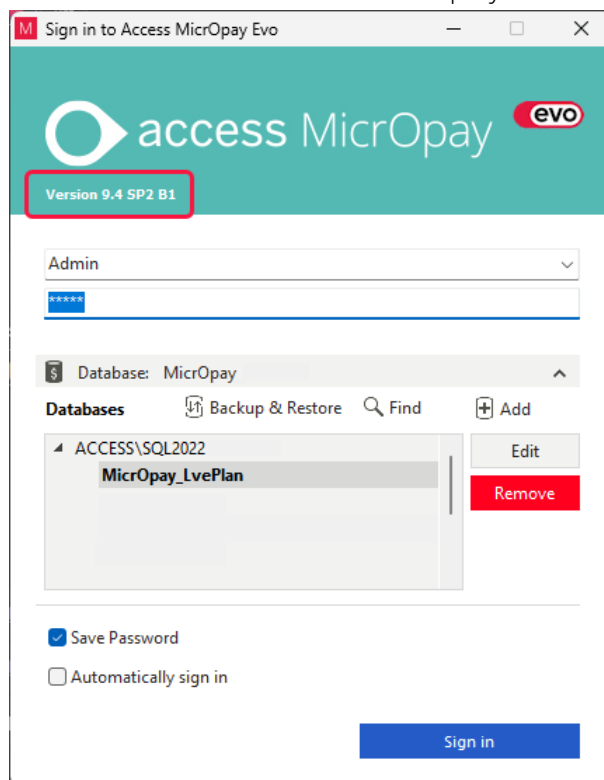 M Sign in to Access MicrOpay Evo
access MicrOpay evo
Version 9.4 SP2 B1
Admin
*****
$ Database: MicrOpay
Databases Backup & Restore Find Add
ACCESS\SQL2022 Edit
MicrOpay_LvePlan Remove
Save Password
Automatically sign in
Sign in